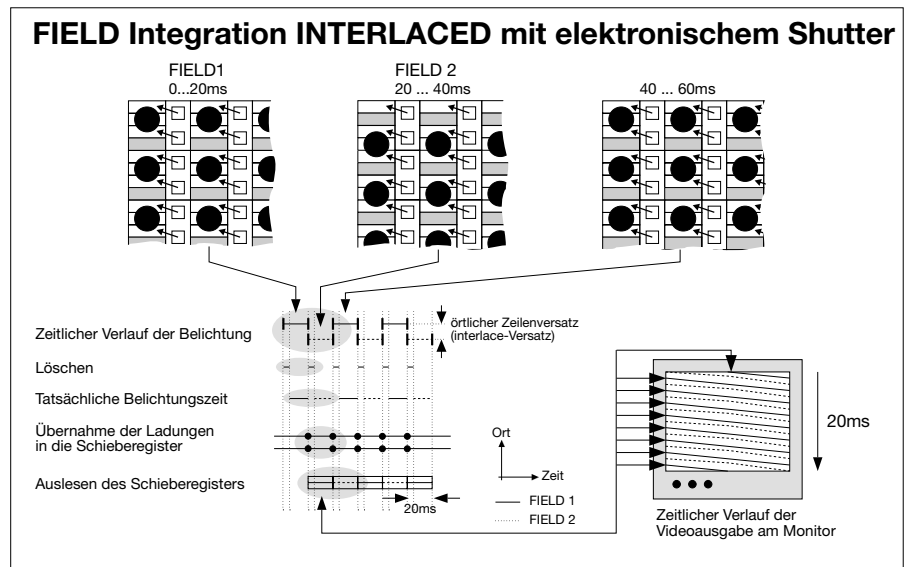 FIELD Integration INTERLACED mit elektronischem Shutter
FIELD1
0...20ms
FIELD 2
20 ... 40ms
40 ... 60ms
Zeitlicher Verlauf der Belichtung
örtlicher Zeilenversatz
(interlace-Versatz)
Löschen
Tatsächliche Belichtungszeit
Übernahme der Ladungen
in die Schieberegister
Auslesen des Schieberegisters
20ms
Ort
Zeit
FIELD 1
FIELD 2
20ms
Zeitlicher Verlauf der
Videoausgabe am Monitor